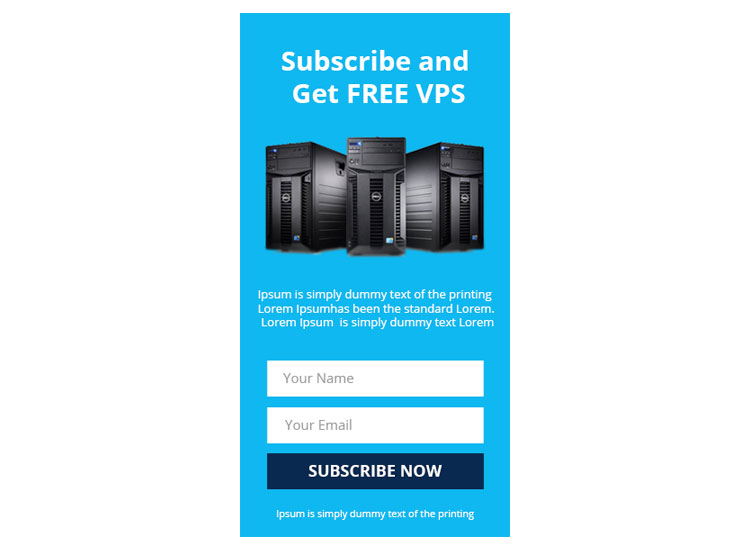 Subscribe and
Get FREE VPS
Ipsum is simply dummy text of the printing
Lorem Ipsumhas been the standard Lorem.
Lorem Ipsum is simply dummy text Lorem
Your Name
Your Email
SUBSCRIBE NOW
Ipsum is simply dummy text of the printing